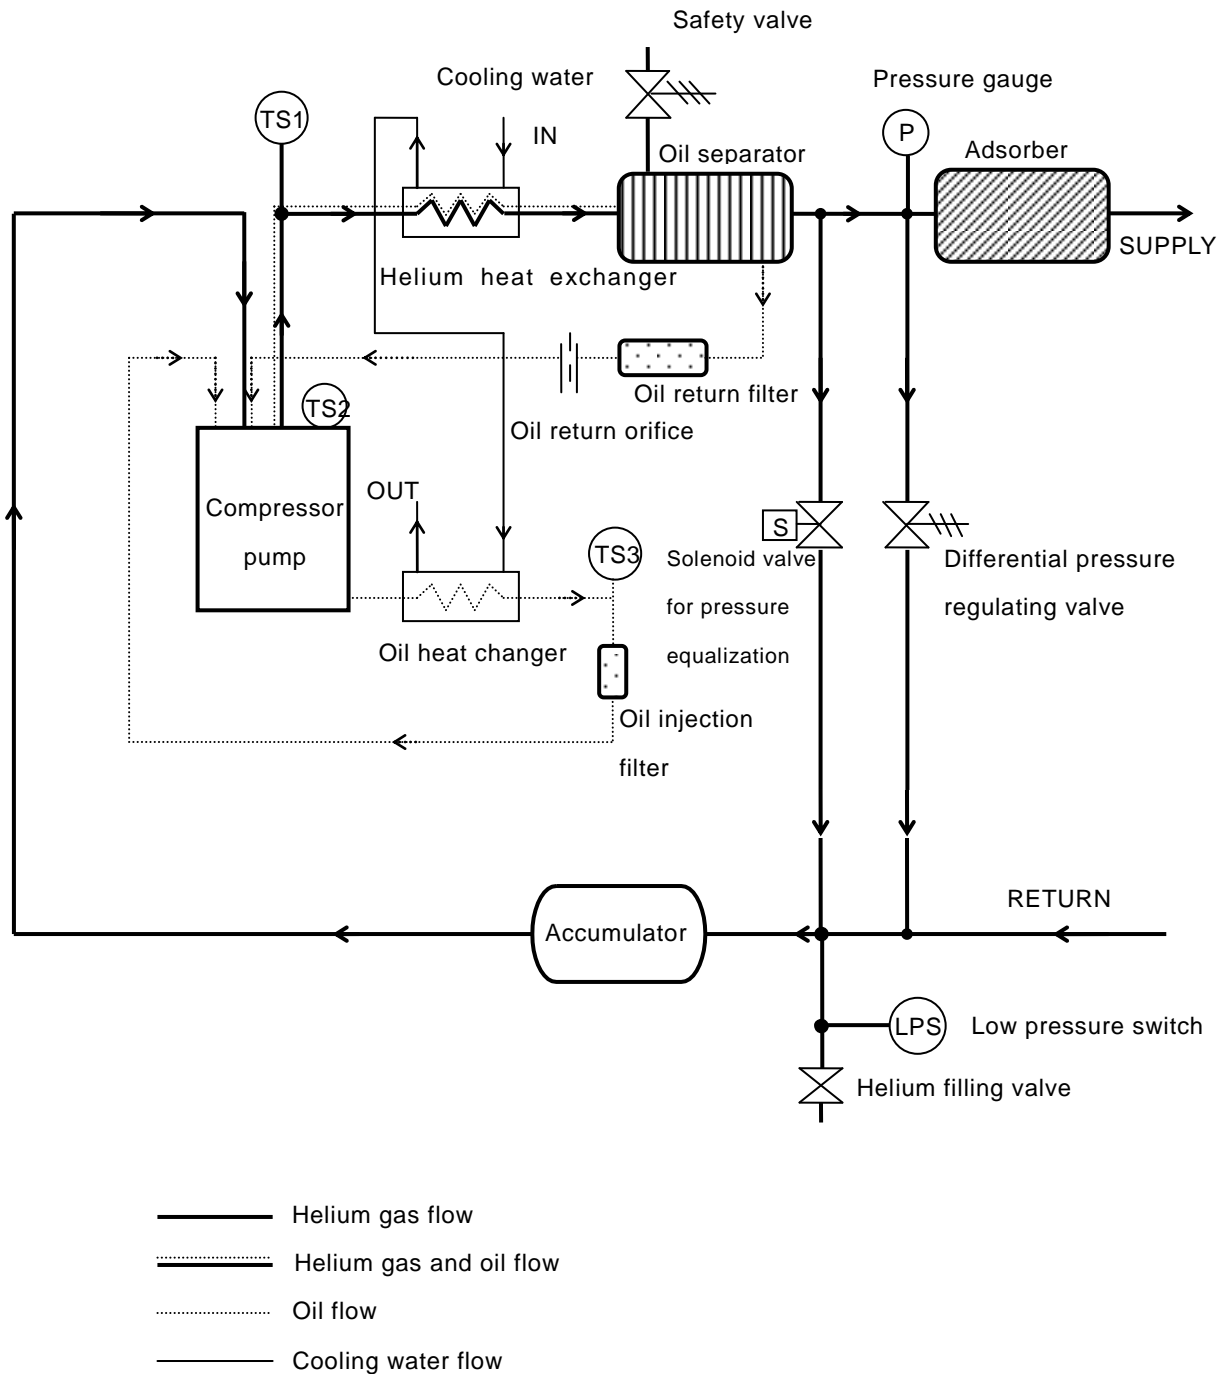 Safety valve
Cooling water
Pressure gauge
TS1
IN
P
Oil separator
Adsorber
SUPPLY
Helium heat exchanger
Oil return filter
TS2
Oil return orifice
OUT
Compressor
pump
S
TS3
Solenoid valve
for pressure
equalization
Differential pressure
regulating valve
Oil heat changer
Oil injection
filter
RETURN
Accumulator
LPS
Low pressure switch
Helium filling valve
Helium gas flow
Helium gas and oil flow
Oil flow
Cooling water flow